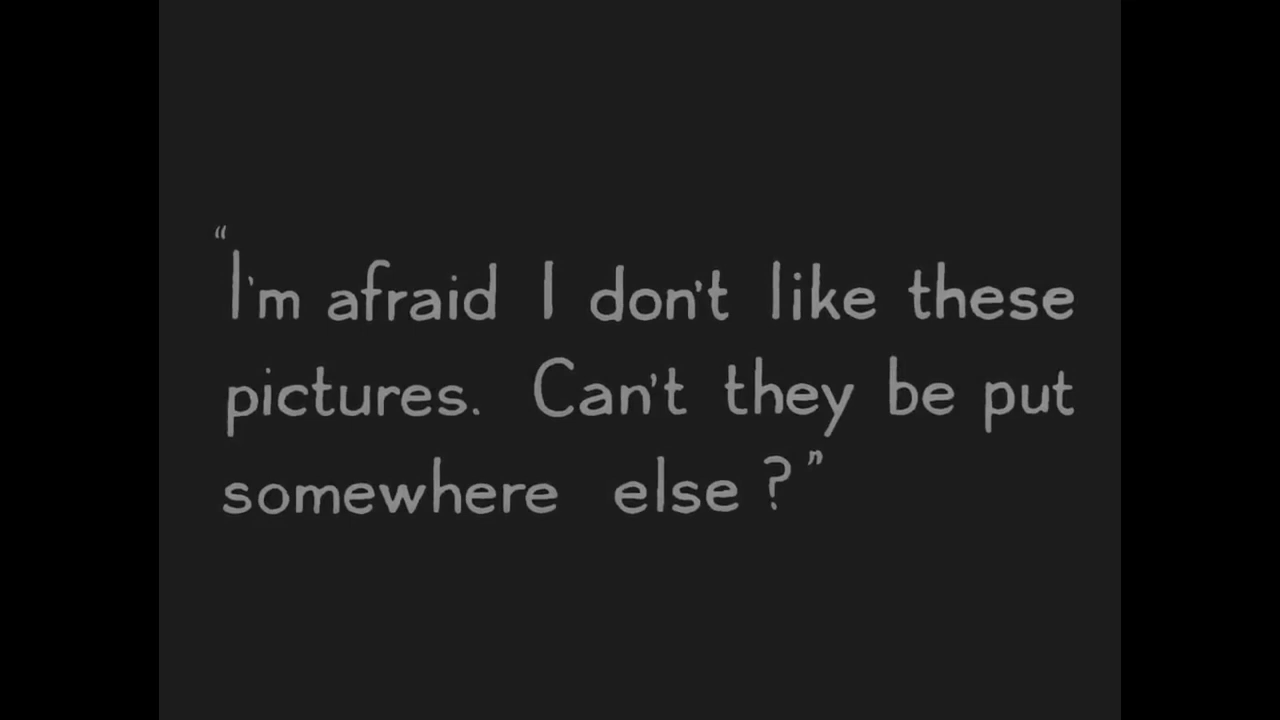 “I'm afraid I don't like these
pictures. Can't they be put
somewhere else?”